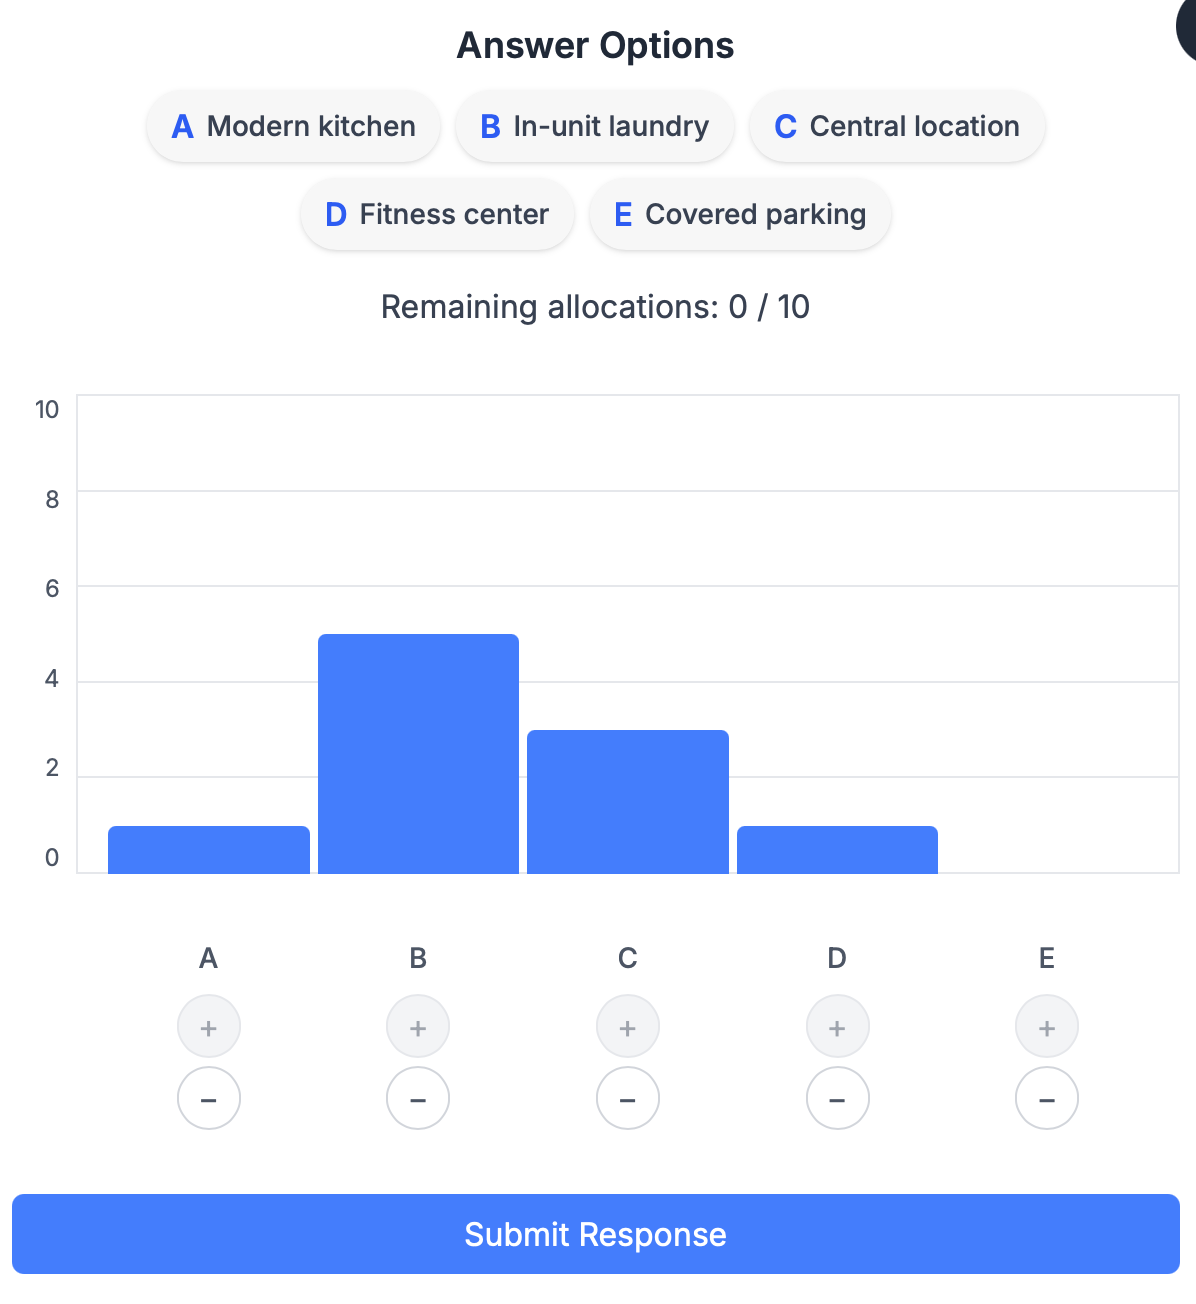 Answer Options
A Modern kitchen B In-unit laundry C Central location
D Fitness center E Covered parking
Remaining allocations: 0 / 10
10
8
6
4
2
0
A B C D E
+ + + + +
− − − − −
Submit Response